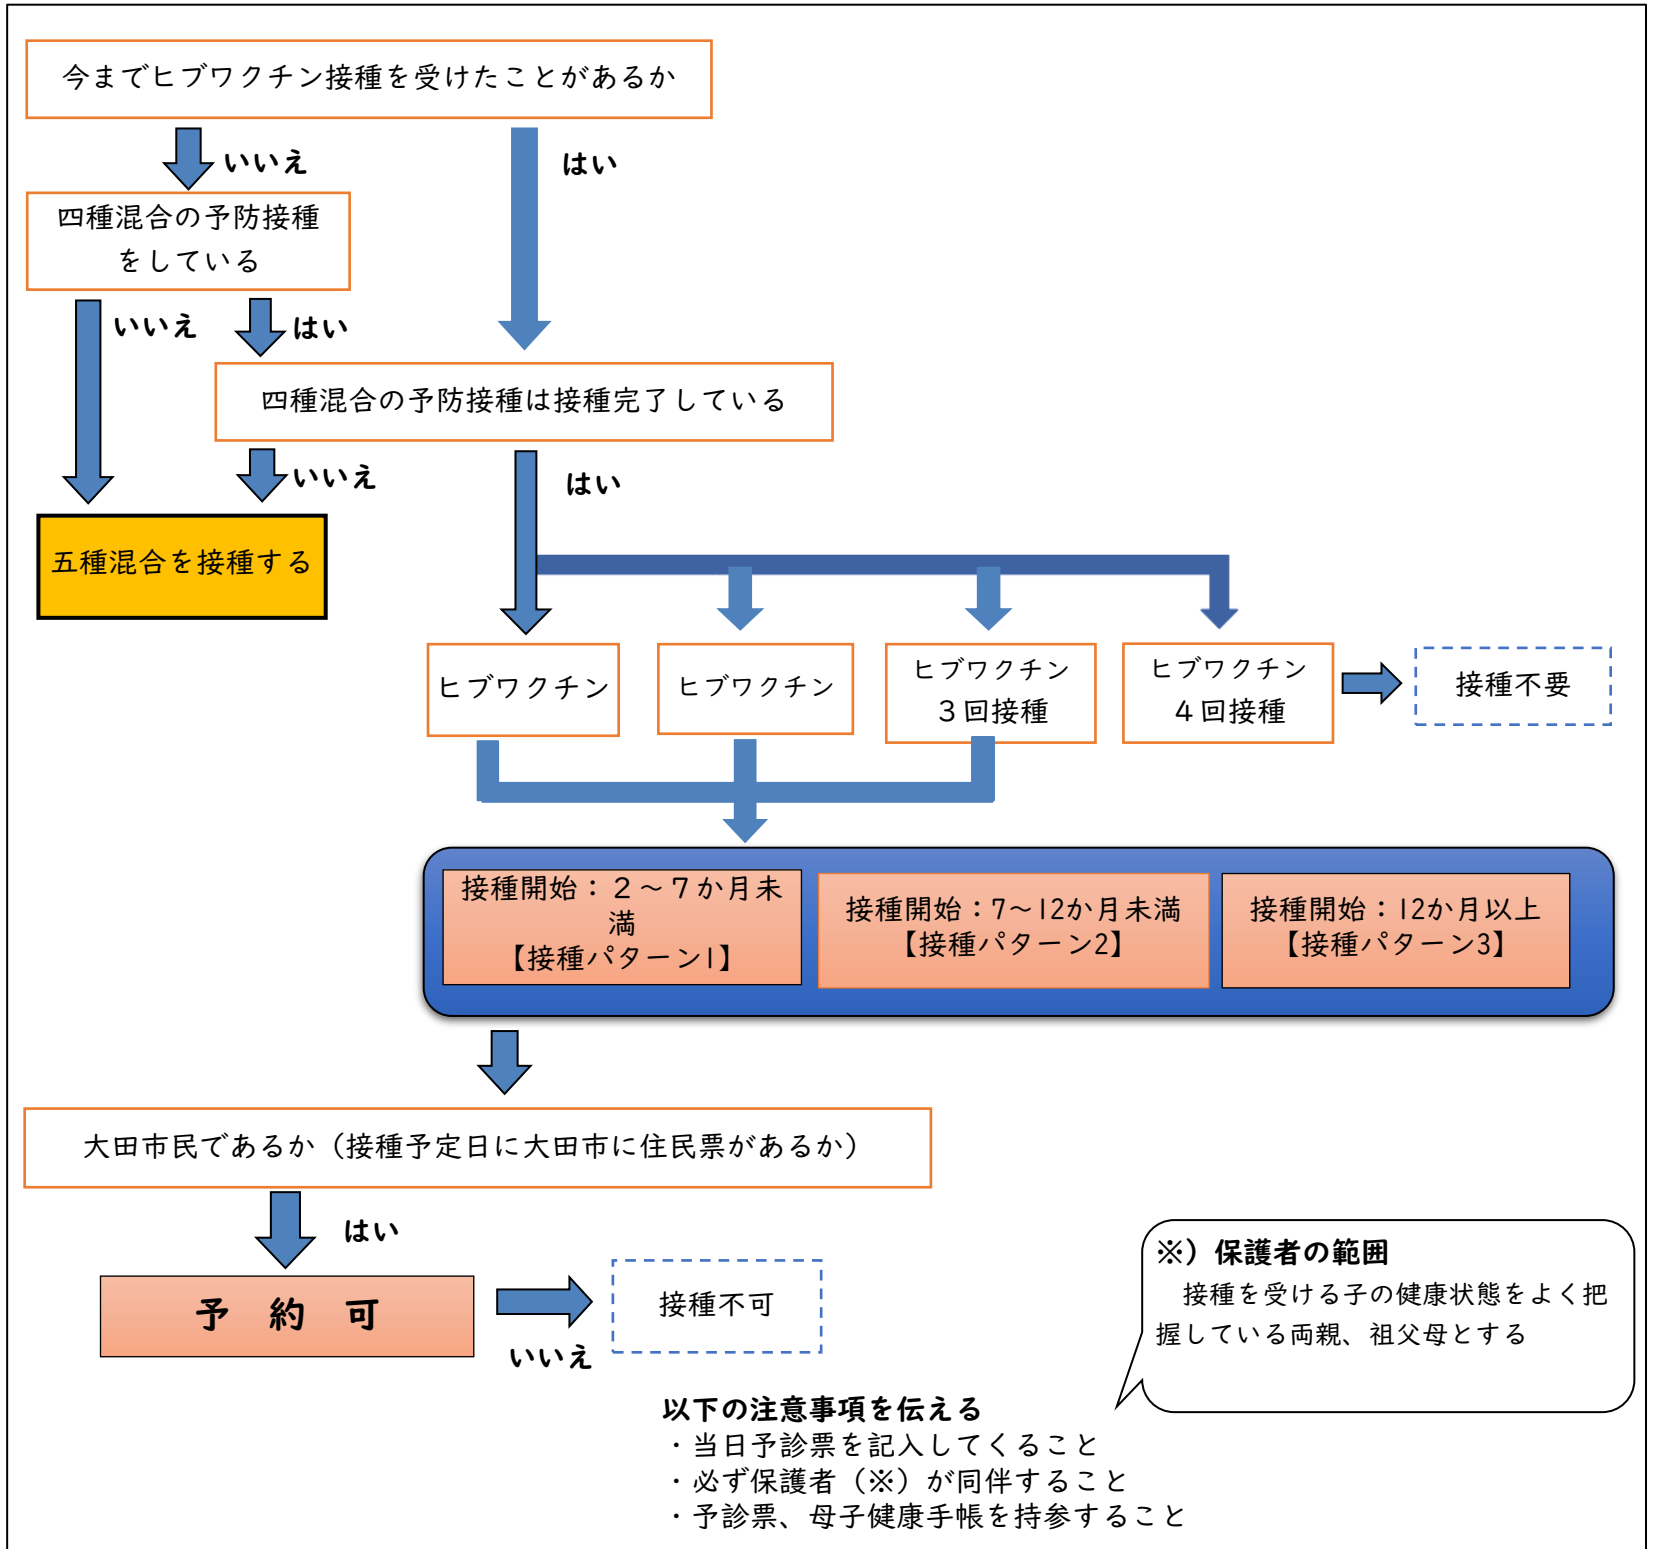 今までヒブワクチン接種を受けたことがあるか
いいえ
はい
四種混合の予防接種
をしている
いいえ
はい
四種混合の予防接種は接種完了している
いいえ
はい
五種混合を接種する
ヒブワクチン
ヒブワクチン
ヒブワクチン
３回接種
ヒブワクチン
４回接種
接種不要
接種開始：２～７か月未
満
【接種パターン1】
接種開始：7～12か月未満
【接種パターン2】
接種開始：12か月以上
【接種パターン3】
大田市民であるか（接種予定日に大田市に住民票があるか）
はい
予　約　可
いいえ
接種不可
※）保護者の範囲
接種を受ける子の健康状態をよく把
握している両親、祖父母とする
以下の注意事項を伝える
・当日予診票を記入してくること
・必ず保護者（※）が同伴すること
・予診票、母子健康手帳を持参すること